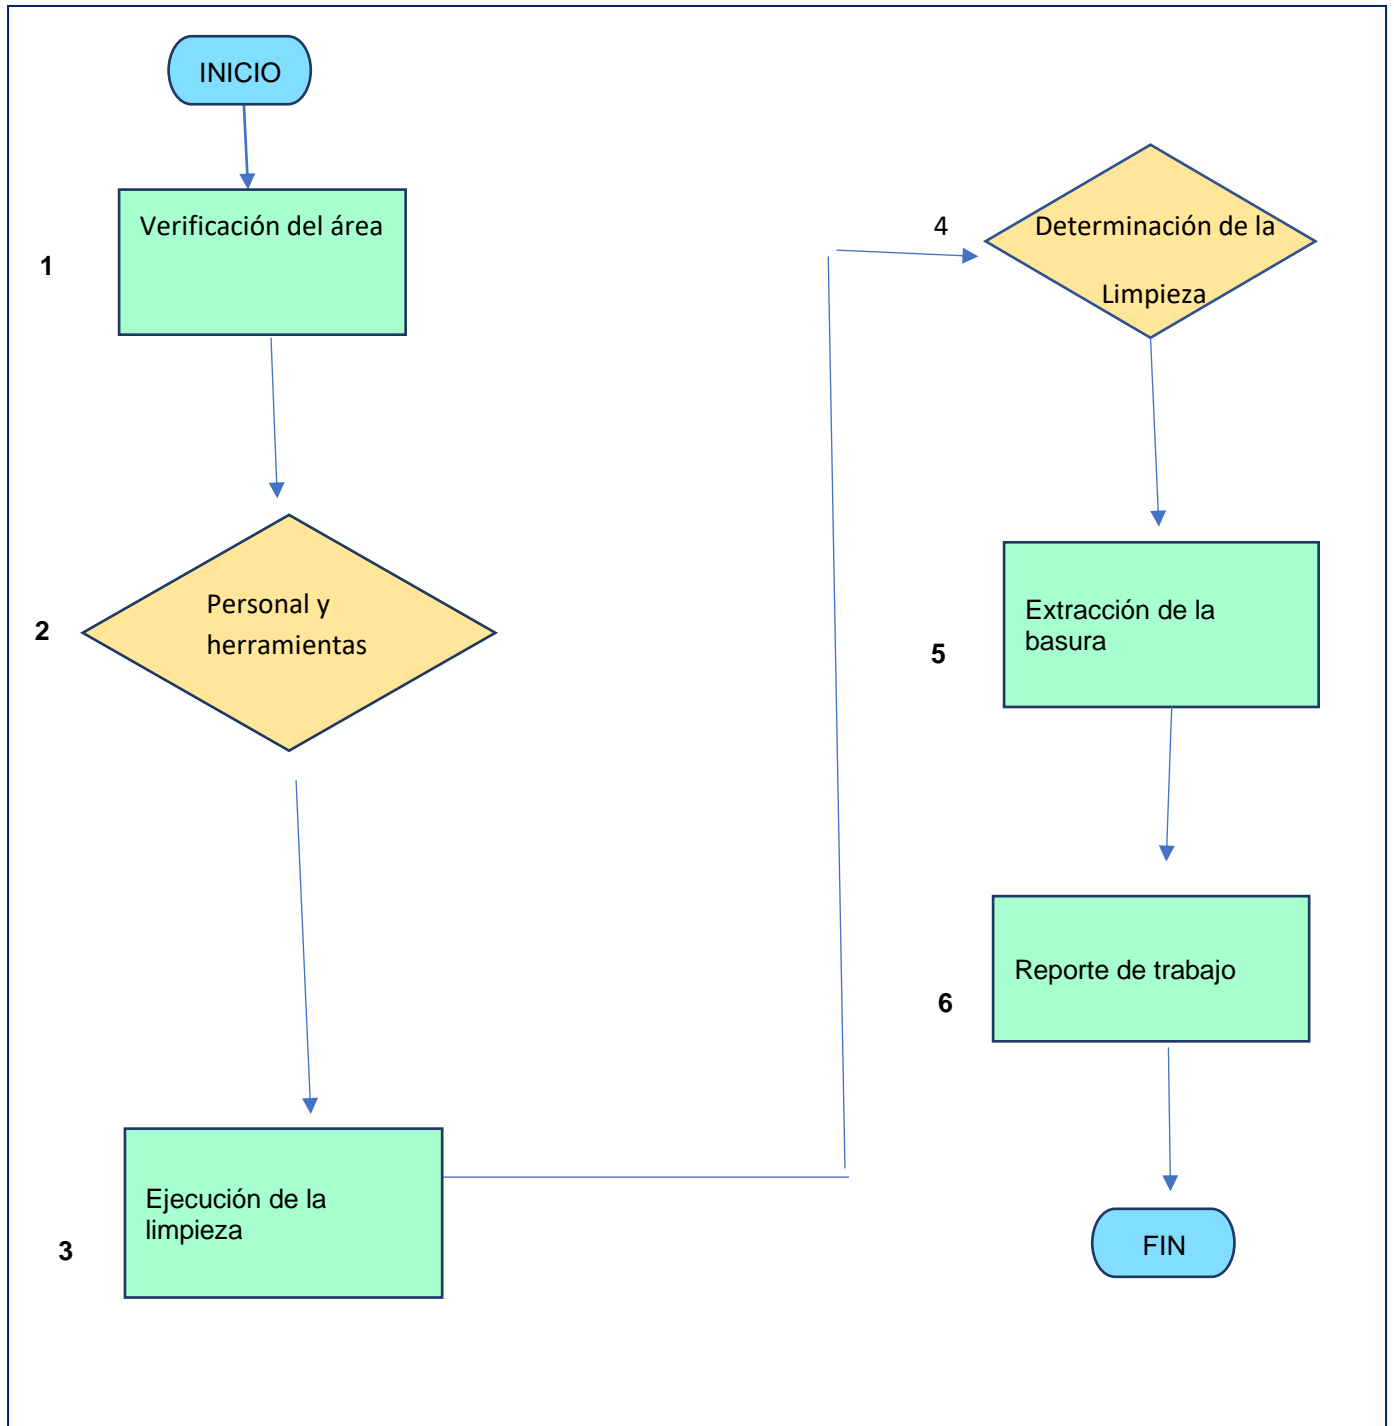 INICIO
Verificación del área
1
Personal y
herramientas
2
Ejecución de la
limpieza
3
4
Determinación de la
Limpieza
Extracción de la
basura
5
Reporte de trabajo
6
FIN